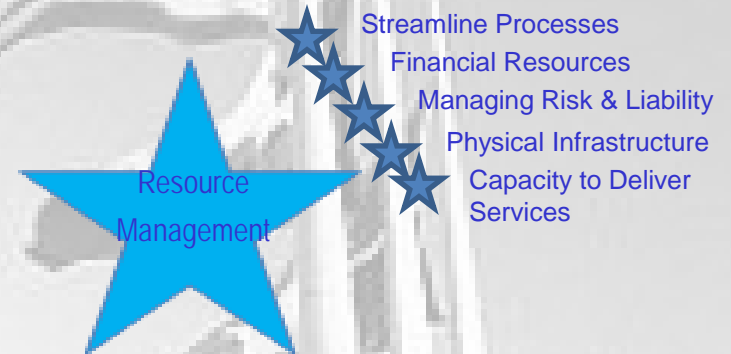 Streamline Processes
Financial Resources
Managing Risk & Liability
Physical Infrastructure
Capacity to Deliver
Services
Resource
Management